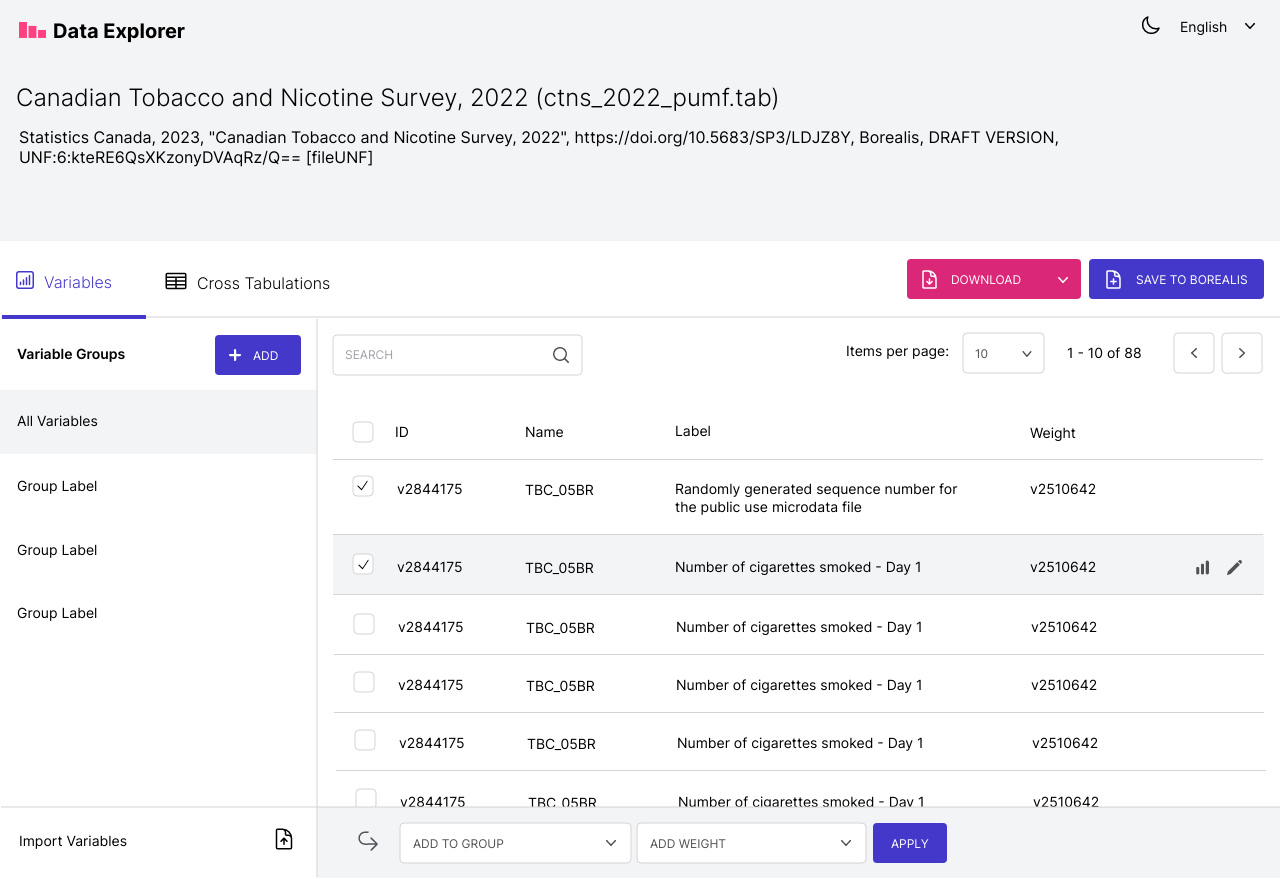 Data Explorer
English
Canadian Tobacco and Nicotine Survey, 2022 (ctns_2022_pumf.tab)
Statistics Canada, 2023, "Canadian Tobacco and Nicotine Survey, 2022", https://doi.org/10.5683/SP3/LDJZ8Y, Borealis, DRAFT VERSION,
UNF:6:kteRE6QsXKzonyDVAqRz/Q== [fileUNF]
Variables
Cross Tabulations
DOWNLOAD
SAVE TO BOREALIS
Variable Groups
ADD
All Variables
Group Label
Group Label
Group Label
Import Variables
SEARCH
Items per page:
10
1 - 10 of 88
ID Name Label Weight
v2844175 TBC_05BR Randomly generated sequence number for
the public use microdata file
v2510642
v2844175 TBC_05BR Number of cigarettes smoked - Day 1 v2510642
v2844175 TBC_05BR Number of cigarettes smoked - Day 1 v2510642
v2844175 TBC_05BR Number of cigarettes smoked - Day 1 v2510642
v2844175 TBC_05BR Number of cigarettes smoked - Day 1 v2510642
v2844175 TBC_05BR Number of cigarettes smoked - Day 1 v2510642
ADD TO GROUP
ADD WEIGHT
APPLY